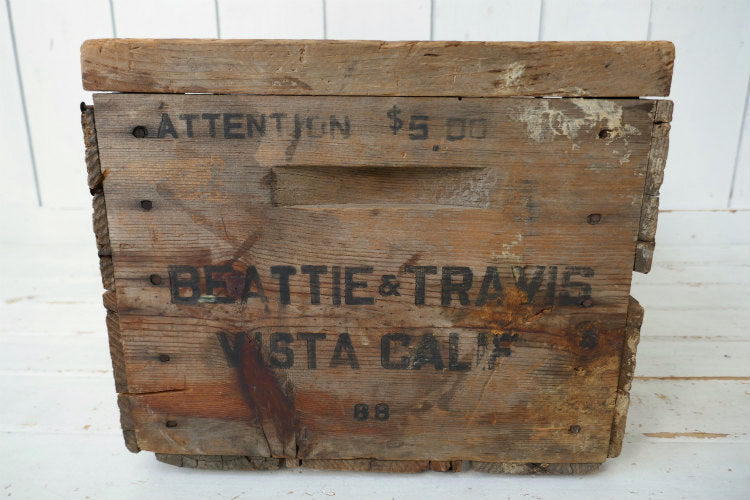 ATTENTION $5 00
BEATTIE & TRAVIS
VISTA CALIF
88